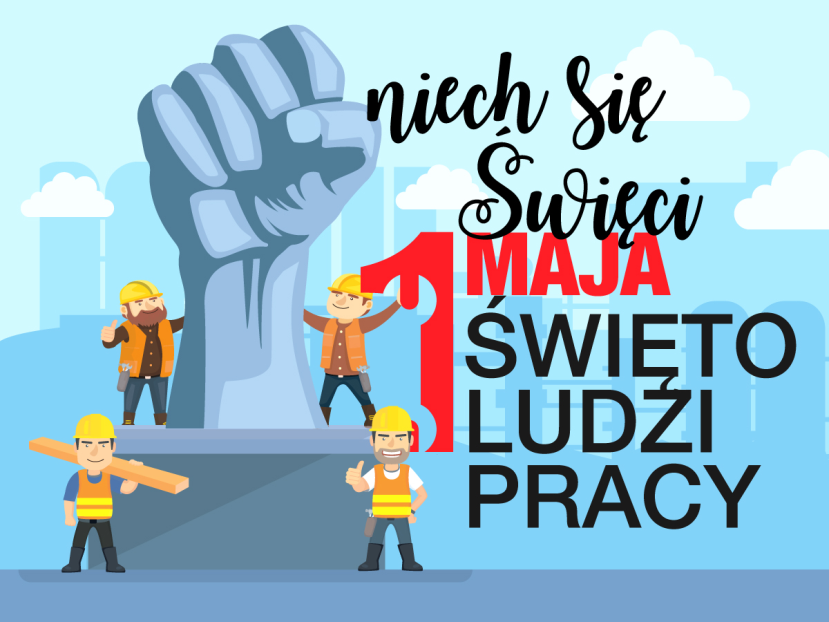 niech Się
Święci
1 MAJA
ŚWIĘTO
LUDZI
PRACY